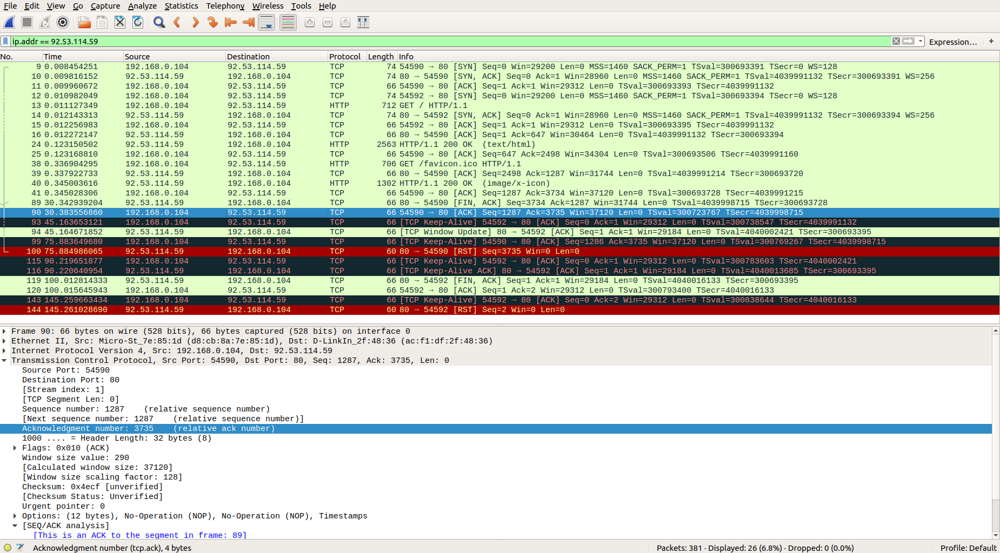 File Edit View Go Capture Analyze Statistics Telephony Wireless Tools Help
ip.addr == 92.53.114.59 Expression... +
No. Time Source Destination Protocol Length Info
9 0.008454251 192.168.0.104 92.53.114.59 TCP 74 54590 → 80 [SYN] Seq=0 Win=29200 Len=0 MSS=1460 SACK_PERM=1 TSval=300693391 TSecr=0 WS=128
10 0.009816152 92.53.114.59 192.168.0.104 TCP 74 80 → 54590 [SYN, ACK] Seq=0 Ack=1 Win=28960 Len=0 MSS=1460 SACK_PERM=1 TSval=4039991132 TSecr=300693391 WS=256
11 0.009960672 192.168.0.104 92.53.114.59 TCP 66 54590 → 80 [ACK] Seq=1 Ack=1 Win=29312 Len=0 TSval=300693393 TSecr=4039991132
12 0.010982049 192.168.0.104 92.53.114.59 TCP 74 54592 → 80 [SYN] Seq=0 Win=29200 Len=0 MSS=1460 SACK_PERM=1 TSval=300693394 TSecr=0 WS=128
13 0.011127349 192.168.0.104 92.53.114.59 HTTP 712 GET / HTTP/1.1
14 0.012143313 92.53.114.59 192.168.0.104 TCP 74 80 → 54592 [SYN, ACK] Seq=0 Ack=1 Win=28960 Len=0 MSS=1460 SACK_PERM=1 TSval=4039991132 TSecr=300693394 WS=256
15 0.012256983 192.168.0.104 92.53.114.59 TCP 66 54592 → 80 [ACK] Seq=1 Ack=1 Win=29312 Len=0 TSval=300693395 TSecr=4039991132
16 0.012272147 92.53.114.59 192.168.0.104 TCP 66 80 → 54590 [ACK] Seq=1 Ack=647 Win=30464 Len=0 TSval=4039991132 TSecr=300693394
24 0.123150502 92.53.114.59 192.168.0.104 HTTP 2563 HTTP/1.1 200 OK (text/html)
25 0.123168810 192.168.0.104 92.53.114.59 TCP 66 54590 → 80 [ACK] Seq=647 Ack=2498 Win=34304 Len=0 TSval=300693506 TSecr=4039991160
38 0.336904295 192.168.0.104 92.53.114.59 HTTP 706 GET /favicon.ico HTTP/1.1
39 0.337922733 92.53.114.59 192.168.0.104 TCP 66 80 → 54590 [ACK] Seq=2498 Ack=1287 Win=31744 Len=0 TSval=4039991214 TSecr=300693720
40 0.345003616 92.53.114.59 192.168.0.104 HTTP 1302 HTTP/1.1 200 OK (image/x-icon)
41 0.345028306 192.168.0.104 92.53.114.59 TCP 66 54590 → 80 [ACK] Seq=1287 Ack=3734 Win=37120 Len=0 TSval=300693728 TSecr=4039991215
89 30.342939204 92.53.114.59 192.168.0.104 TCP 66 80 → 54590 [FIN, ACK] Seq=3734 Ack=1287 Win=31744 Len=0 TSval=4039998715 TSecr=300693728
90 30.383556860 192.168.0.104 92.53.114.59 TCP 66 54590 → 80 [ACK] Seq=1287 Ack=3735 Win=37120 Len=0 TSval=300723767 TSecr=4039998715
93 45.163653121 192.168.0.104 92.53.114.59 TCP 66 [TCP Keep-Alive] 54592 → 80 [ACK] Seq=0 Ack=1 Win=29312 Len=0 TSval=300738547 TSecr=4039991132
94 45.164671852 92.53.114.59 192.168.0.104 TCP 66 [TCP Window Update] 80 → 54592 [ACK] Seq=1 Ack=1 Win=29184 Len=0 TSval=4040002421 TSecr=300693395
99 75.883649680 192.168.0.104 92.53.114.59 TCP 66 [TCP Keep-Alive] 54590 → 80 [ACK] Seq=1286 Ack=3735 Win=37120 Len=0 TSval=300769267 TSecr=4039998715
100 75.884986065 92.53.114.59 192.168.0.104 TCP 60 80 → 54590 [RST] Seq=3735 Win=0 Len=0
115 90.219651877 192.168.0.104 92.53.114.59 TCP 66 [TCP Keep-Alive] 54592 → 80 [ACK] Seq=0 Ack=1 Win=29312 Len=0 TSval=300783603 TSecr=4040002421
116 90.220640954 92.53.114.59 192.168.0.104 TCP 66 [TCP Keep-Alive ACK] 80 → 54592 [ACK] Seq=1 Ack=1 Win=29184 Len=0 TSval=4040013685 TSecr=300693395
119 100.012814333 92.53.114.59 192.168.0.104 TCP 66 80 → 54592 [FIN, ACK] Seq=1 Ack=1 Win=29184 Len=0 TSval=4040016133 TSecr=300693395
120 100.015645943 192.168.0.104 92.53.114.59 TCP 66 54592 → 80 [ACK] Seq=1 Ack=2 Win=29312 Len=0 TSval=300793400 TSecr=4040016133
143 145.259663434 192.168.0.104 92.53.114.59 TCP 66 [TCP Keep-Alive] 54592 → 80 [ACK] Seq=0 Ack=2 Win=29312 Len=0 TSval=300838644 TSecr=4040016133
144 145.261028690 92.53.114.59 192.168.0.104 TCP 60 80 → 54592 [RST] Seq=2 Win=0 Len=0
Frame 90: 66 bytes on wire (528 bits), 66 bytes captured (528 bits) on interface 0
Ethernet II, Src: Micro-St_7e:85:1d (d8:cb:8a:7e:85:1d), Dst: D-LinkIn_2f:48:36 (ac:f1:df:2f:48:36)
Internet Protocol Version 4, Src: 192.168.0.104, Dst: 92.53.114.59
Transmission Control Protocol, Src Port: 54590, Dst Port: 80, Seq: 1287, Ack: 3735, Len: 0
Source Port: 54590
Destination Port: 80
[Stream index: 1]
[TCP Segment Len: 0]
Sequence number: 1287 (relative sequence number)
[Next sequence number: 1287 (relative sequence number)]
Acknowledgment number: 3735 (relative ack number)
1000 .... = Header Length: 32 bytes (8)
Flags: 0x010 (ACK)
Window size value: 290
[Calculated window size: 37120]
[Window size scaling factor: 128]
Checksum: 0x4ecf [unverified]
[Checksum Status: Unverified]
Urgent pointer: 0
Options: (12 bytes), No-Operation (NOP), No-Operation (NOP), Timestamps
[SEQ/ACK analysis]
[This is an ACK to the segment in frame: 89]
Acknowledgment number (tcp.ack), 4 bytes Packets: 381 · Displayed: 26 (6.8%) · Dropped: 0 (0.0%) Profile: Default